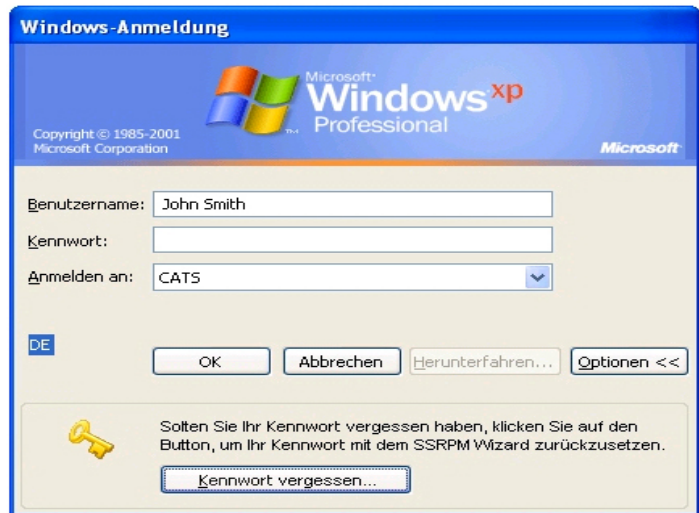 Windows-Anmeldung
Microsoft®
Windows xp
Professional
Copyright © 1985-2001
Microsoft Corporation
Microsoft
Benutzername: John Smith
Kennwort:
Anmelden an: CATS
DE
OK Abbrechen Herunterfahren... Optionen <<
Solten Sie Ihr Kennwort vergessen haben, klicken Sie auf den
Button, um Ihr Kennwort mit dem SSRPM Wizard zurückzusetzen.
Kennwort vergessen...